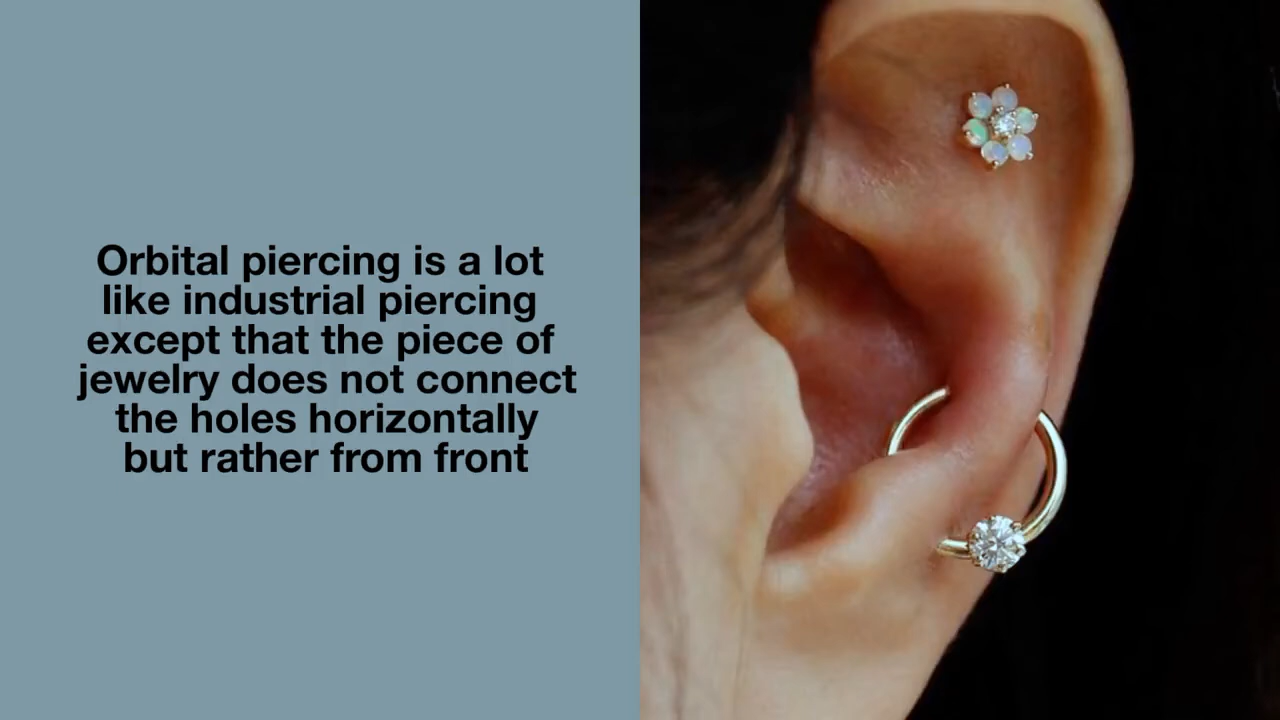 Orbital piercing is a lot
like industrial piercing
except that the piece of
jewelry does not connect
the holes horizontally
but rather from front